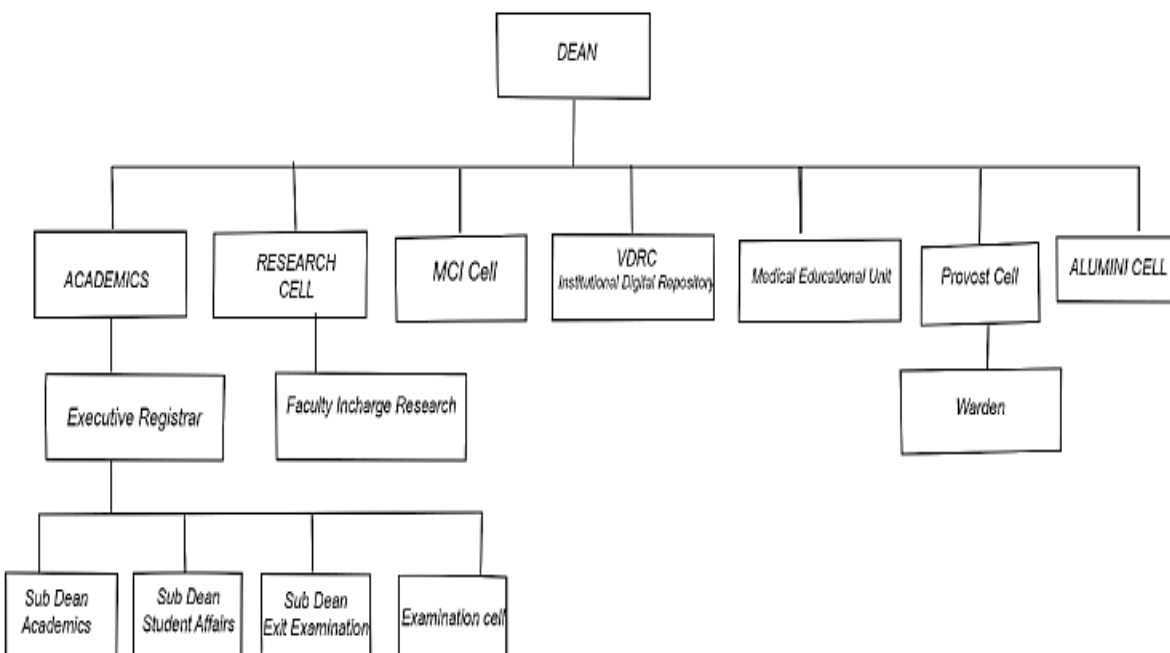 DEAN
ACADEMICS
RESEARCH
CELL
MCI Cell
VDRC
Institutional Digital Repository
Medical Educational Unit
Provost Cell
ALUMINI CELL
Executive Registrar
Faculty Incharge Research
Warden
Sub Dean
Academics
Sub Dean
Student Affairs
Sub Dean
Exit Examination
Examination cell